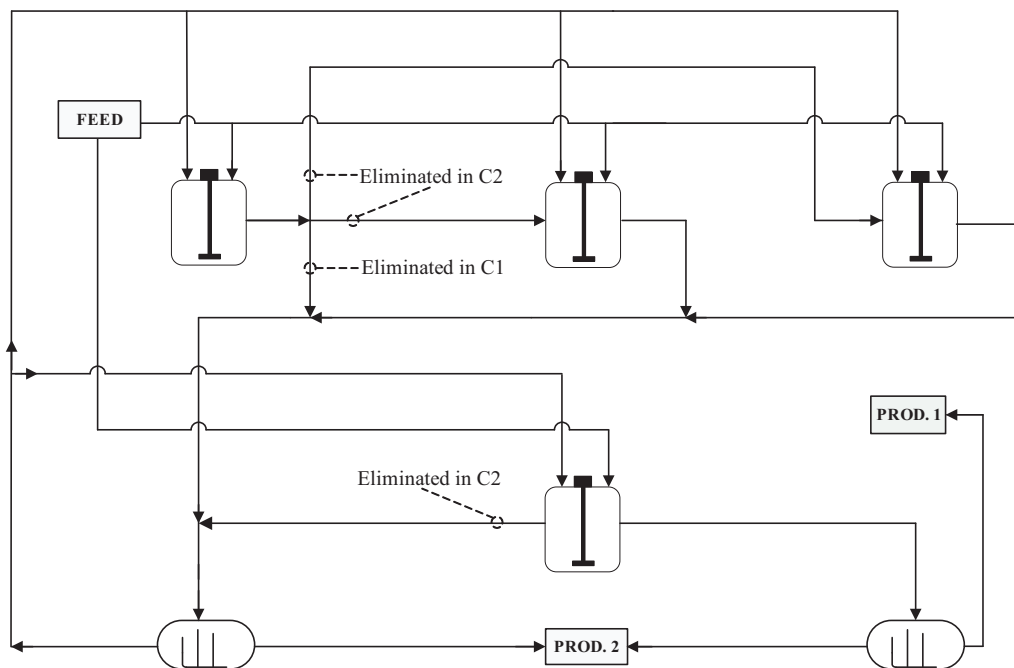 FEED
Eliminated in C2
Eliminated in C1
PROD. 1
Eliminated in C2
PROD. 2